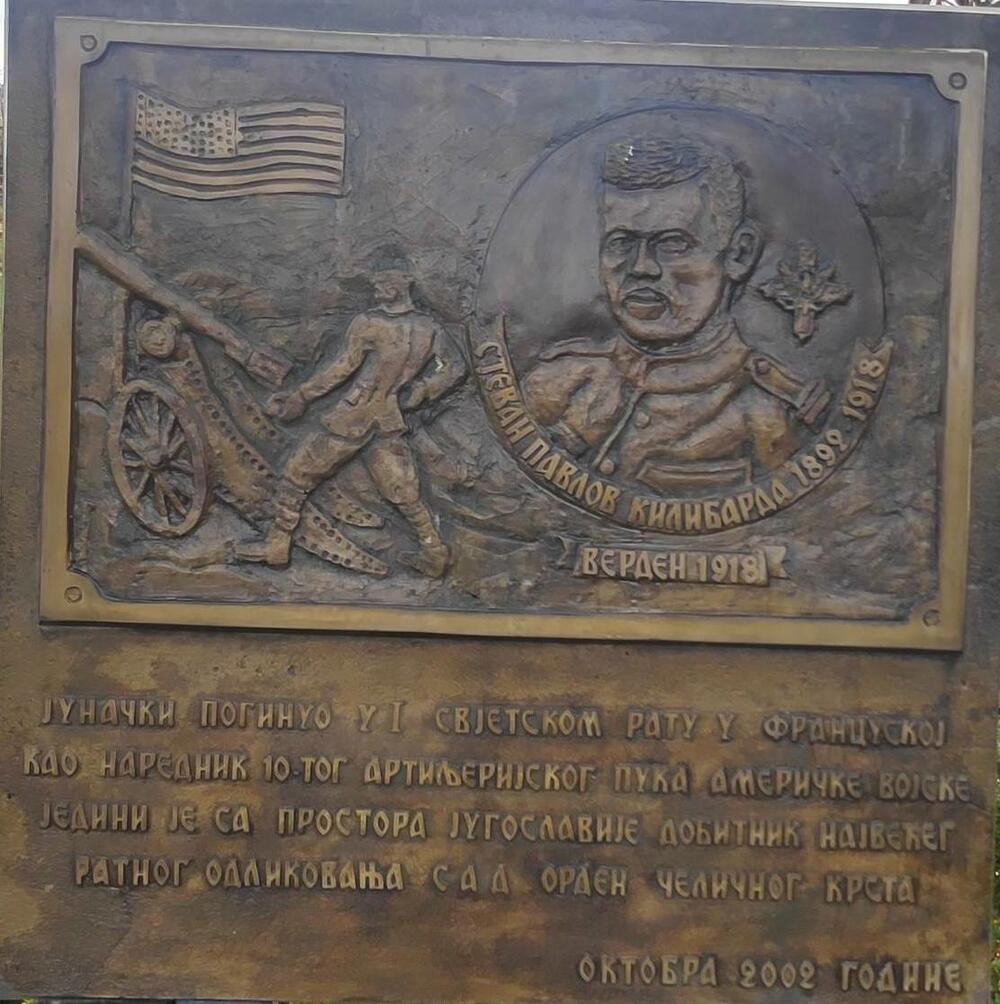 СТЕВАН ПАВЛОВ КИЛИБАРДА 1892 1918
ВЕРДЕН 1918
ЈУНАЧКИ ПОГИНУО У I СВЈЕТСКОМ РАТУ У ФРАНЦУСКОЈ
КАО НАРЕДНИК 10-ТОГ АРТИЉЕРИЈСКОГ ПУКА АМЕРИЧКЕ ВОЈСКЕ
ЈЕДИНИ ЈЕ СА ПРОСТОРА ЈУГОСЛАВИЈЕ ДОБИТНИК НАЈВЕЋЕГ
РАТНОГ ОДЛИКОВАЊА С А Д ОРДЕН ЧЕЛИЧНОГ КРСТА
ОКТОБРА 2002 ГОДИНЕ